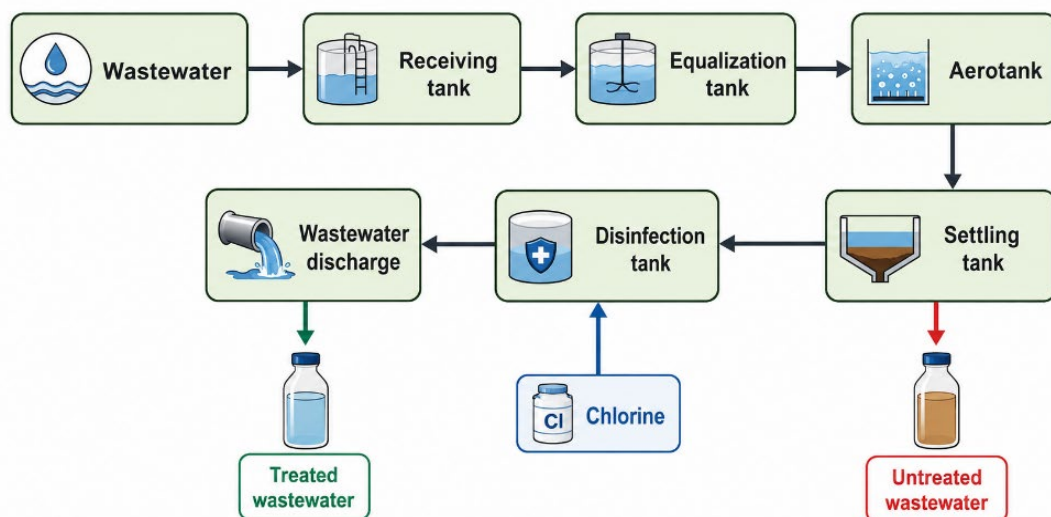 Wastewater
Receiving
tank
Equalization
tank
Aerotank
Wastewater
discharge
Disinfection
tank
Settling
tank
Cl
Chlorine
Treated
wastewater
Untreated
wastewater